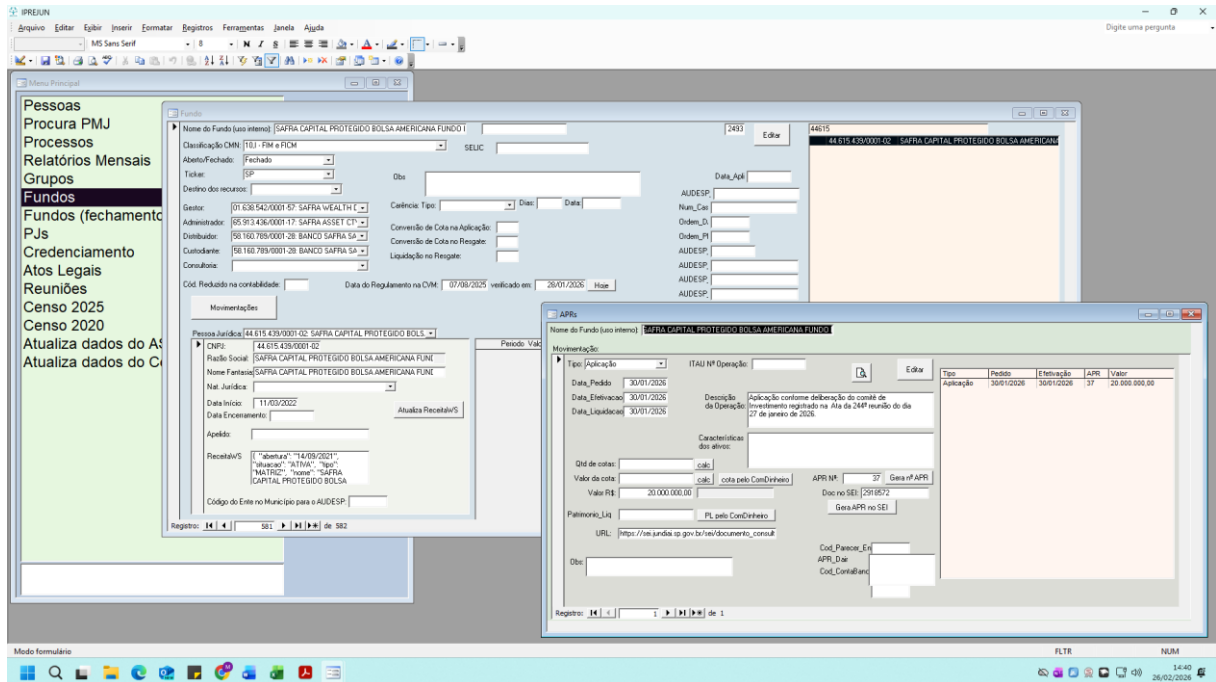 IPREJUN
Arquivo Editar Exibir Inserir Formatar Registros Ferramentas Janela Ajuda
Digite uma pergunta
MS Sans Serif 8 N I S
Menu Principal
Pessoas
Procura PMJ
Processos
Relatórios Mensais
Grupos
Fundos
Fundos (fechamento
PJs
Credenciamento
Atos Legais
Reuniões
Censo 2025
Censo 2020
Atualiza dados do AS
Atualiza dados do Ce
Fundo
Nome do Fundo (uso interno): SAFRA CAPITAL PROTEGIDO BOLSA AMERICANA FUNDO I
2493
Editar
Classificação CMN: 10,I - FIM e FICM
SELIC
Aberto/Fechado: Fechado
Ticker: SP
Obs
Data_Apli
Destino dos recursos:
Gestor: 01.638.542/0001-57: SAFRA WEALTH D
Administrador: 65.913.436/0001-17: SAFRA ASSET CT
Distribuidor: 58.160.789/0001-28: BANCO SAFRA SA
Custodiante: 58.160.789/0001-28: BANCO SAFRA SA
Consultoria:
Carência: Tipo: Dias: Data:
Conversão de Cota na Aplicação:
Conversão de Cota no Resgate:
Liquidação no Resgate:
AUDESP_
Num_Cas
Ordem_D.
Ordem_Pl
AUDESP_
AUDESP_
AUDESP_
AUDESP_
Cód. Reduzido na contabilidade:
Data do Regulamento na CVM: 07/08/2025 verificado em: 28/01/2026 Hoje
Movimentações
44615
44.615.439/0001-02 SAFRA CAPITAL PROTEGIDO BOLSA AMERICANA
Pessoa Jurídica: 44.615.439/0001-02: SAFRA CAPITAL PROTEGIDO BOLS
CNPJ: 44.615.439/0001-02
Razão Social: SAFRA CAPITAL PROTEGIDO BOLSA AMERICANA FUNI
Nome Fantasia: SAFRA CAPITAL PROTEGIDO BOLSA AMERICANA FUNI
Nat. Jurídica:
Data Início: 11/03/2022
Data Encerramento:
Atualiza ReceitaWS
Apelido:
ReceitaWS { "abertura": "14/09/2021",
"situacao": "ATIVA", "tipo":
"MATRIZ", "nome": "SAFRA
CAPITAL PROTEGIDO BOLSA
Código do Ente no Município para o AUDESP:
Registro: 581 de 582
Periodo Valo
APRs
Nome do Fundo (uso interno): SAFRA CAPITAL PROTEGIDO BOLSA AMERICANA FUNDO I
Movimentação:
Tipo: Aplicação
ITAU Nº Operação:
Editar
Data_Pedido 30/01/2026
Data_Efetivacao 30/01/2026
Data_Liquidacao 30/01/2026
Descrição da Operação: Aplicação conforme deliberação do comitê de
Investimento registrado na Ata da 244ª reunião do dia
27 de janeiro de 2026.
Características
dos ativos:
Qtd de cotas: calc
Valor da cota: calc cota pelo ComDinheiro
Valor R$: 20.000.000,00
Patrimonio_Liq PL pelo ComDinheiro
URL: https://sei.jundiai.sp.gov.br/sei/documento_consult
Obs:
APR Nº: 37 Gera nº APR
Doc no SEI: 2918572
Gera APR no SEI
Cod_Parecer_En
APR_Dair
Cod_ContaBanc
Tipo Pedido Efetivação APR Valor
Aplicação 30/01/2026 30/01/2026 37 20.000.000,00
Registro: 1 de 1
Modo formulário
FLTR NUM
14:40
26/02/2026